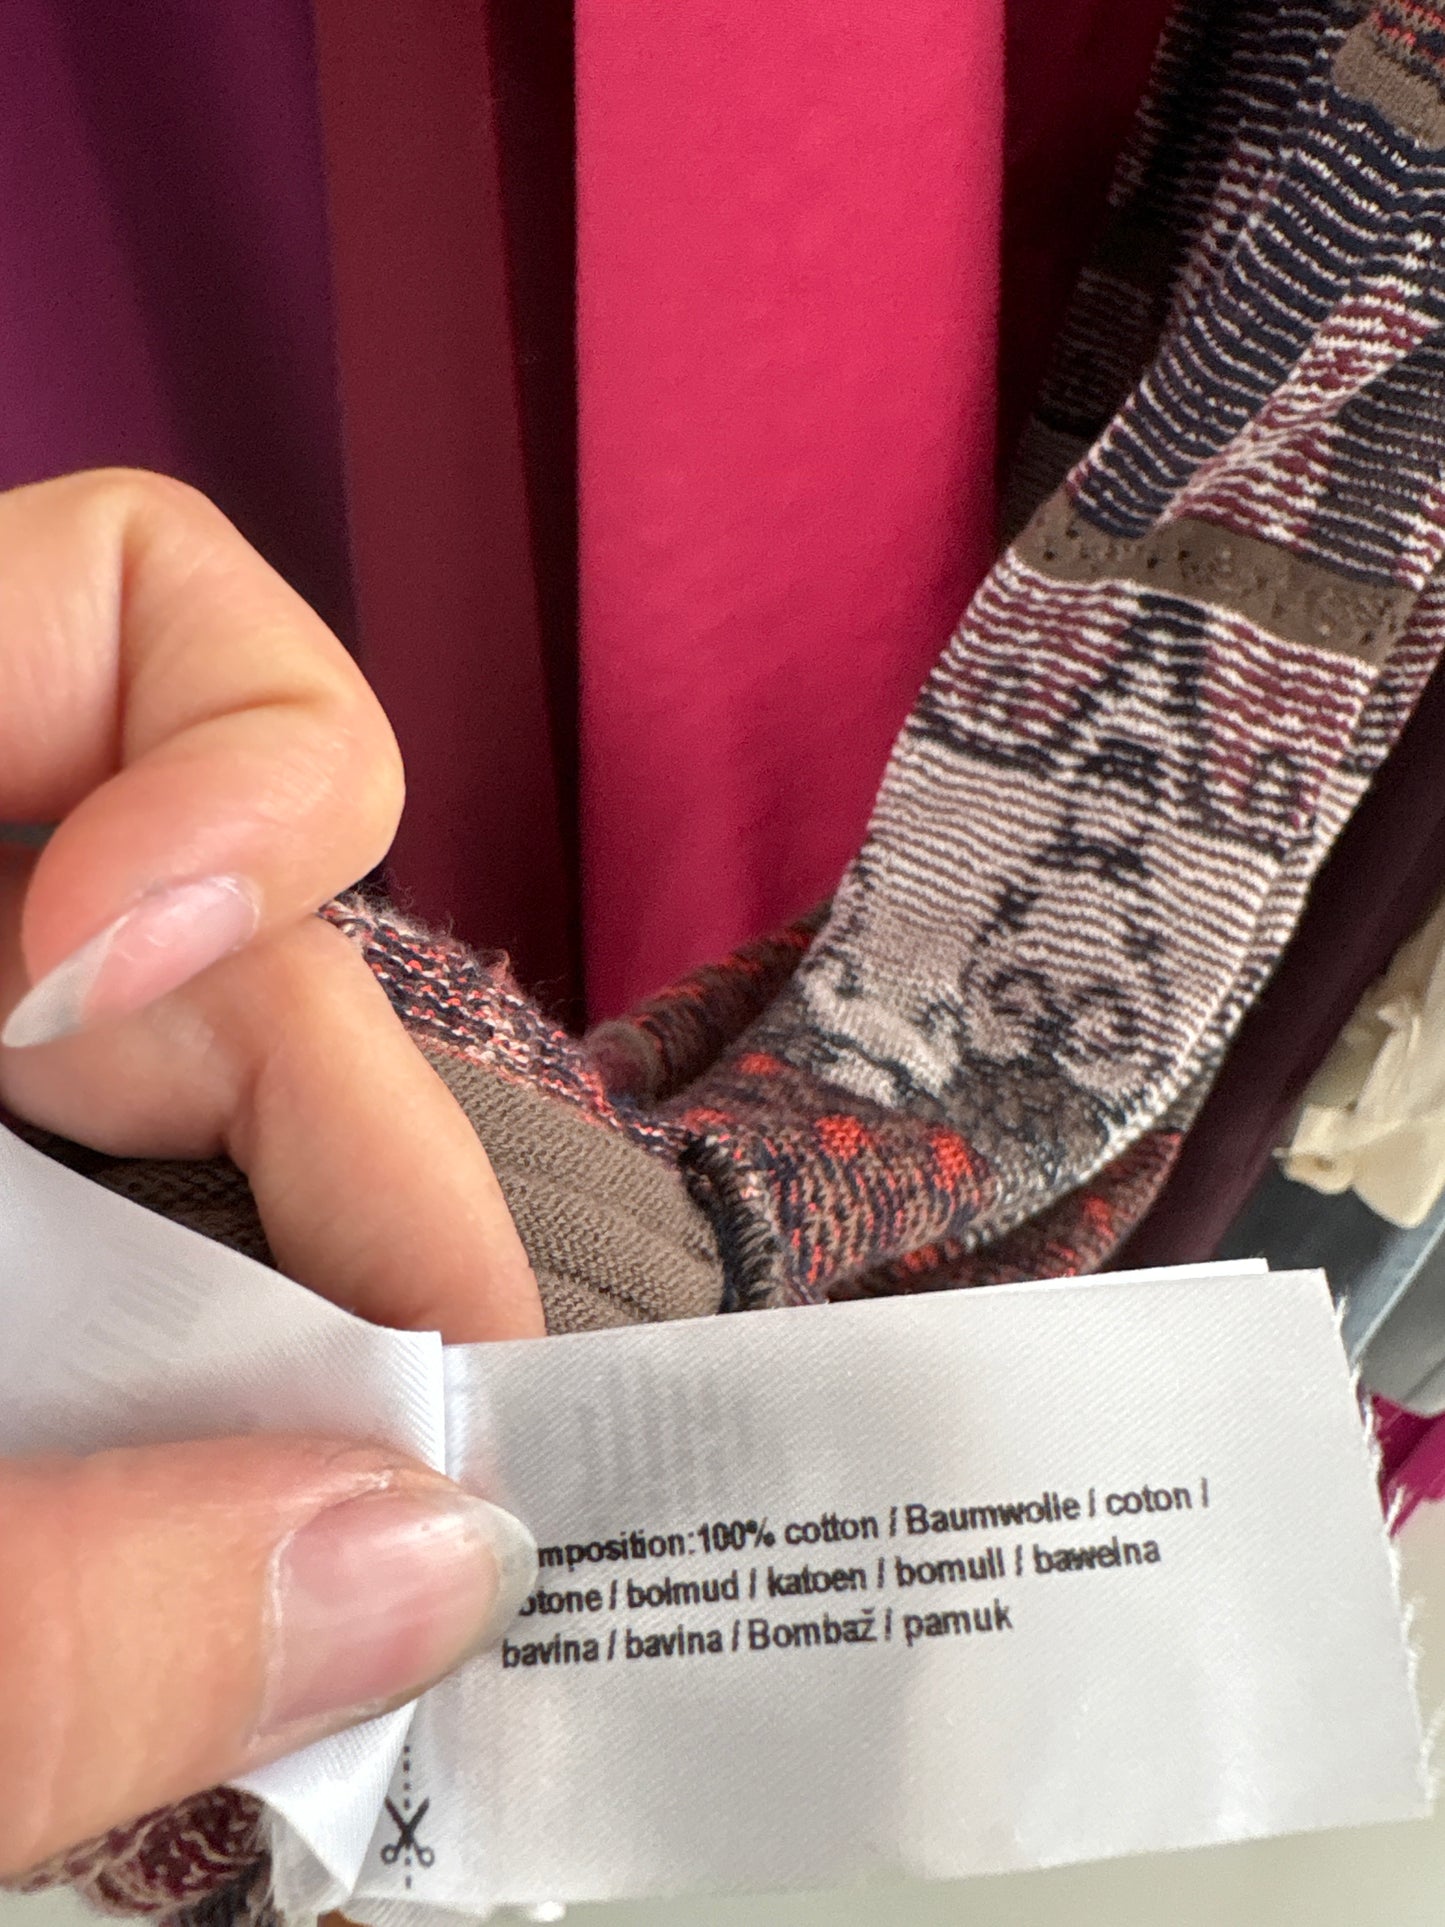 mposition:100% cotton / Baumwolle / coton /
otone / bolmud / katoen / bomull / bawelna
bavina / bavina / Bombaž / pamuk